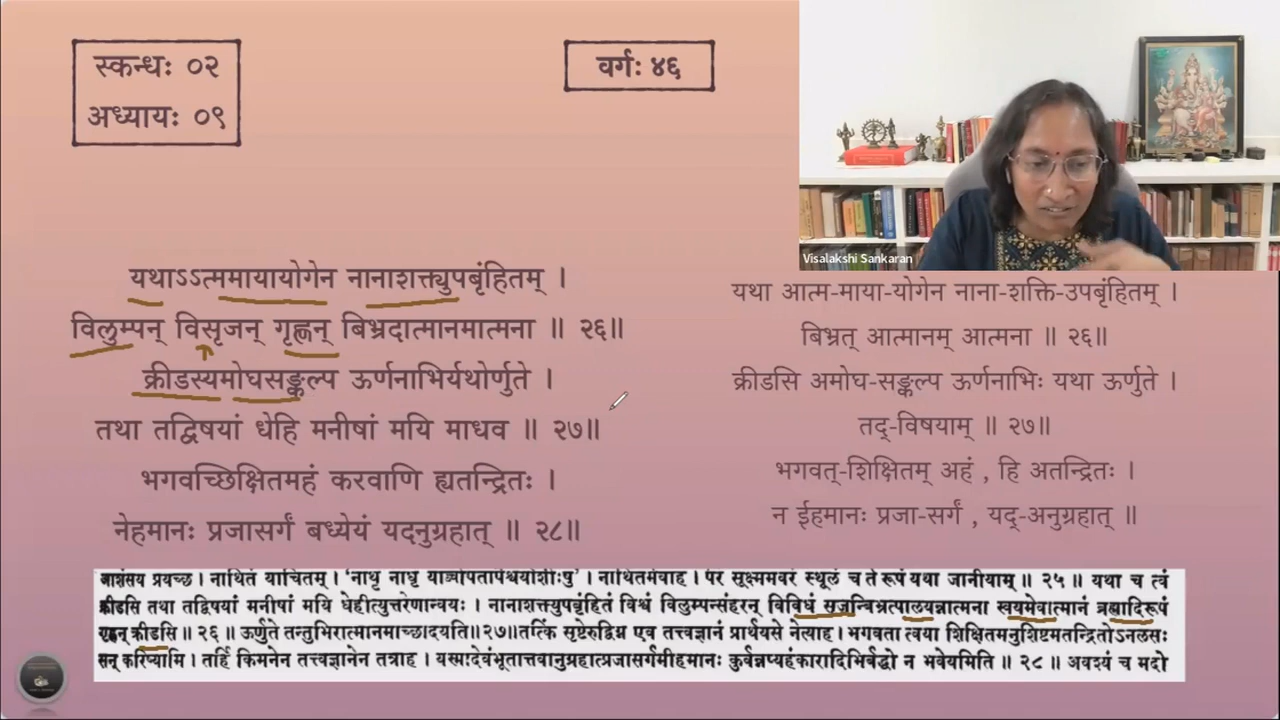 स्कन्धः ०२
अध्यायः ०९
वर्गः ४६
Visalakshi Sankaran
यथाऽऽत्ममायायोगेन नानाशक्त्युपबृंहितम् ।
विलुम्पन् विसृजन् गृह्णन् बिभ्रदात्मानमात्मना ॥ २६॥
क्रीडस्यमोघसङ्कल्प ऊर्णनाभिर्यथोर्णुते ।
तथा तद्विषयां धेहि मनीषां मयि माधव ॥ २७॥
भगवच्छिक्षितमहं करवाणि ह्यतन्द्रितः ।
नेहमानः प्रजासर्गं बध्येयं यदनुग्रहात् ॥ २८॥
यथा आत्म-माया-योगेन नाना-शक्ति-उपबृंहितम् ।
बिभ्रत् आत्मानम् आत्मना ॥ २६॥
क्रीडसि अमोघ-सङ्कल्प ऊर्णनाभिः यथा ऊर्णुते ।
तद्-विषयाम् ॥ २७॥
भगवत्-शिक्षितम् अहं , हि अतन्द्रितः ।
न ईहमानः प्रजा-सर्गं , यद्-अनुग्रहात् ॥
प्रयच्छ । नाथितं याचितम् । नाथितमेवाह । परं सूक्ष्ममवरं स्थूलं च ते रूपं यथा जानीयाम् ॥ २५ ॥ यथा च त्वं
क्रीडसि तथा तद्विषयां मनीषां मयि धेहीत्युत्तरेणान्वयः । नानाशक्त्युपबृंहितं विश्वं विलुम्पन्संहरन् विविधं सृजन्बिभ्रत्पालयन्नात्मना स्वयमेवात्मानं ब्रह्मादिरूपं
गृह्णन् क्रीडसि ॥ २६ ॥ ऊर्णुते तन्तुभिरात्मानमाच्छादयति॥२७॥तर्त्कि सृष्टेरुद्विग्न एव तत्त्वज्ञानं प्रार्थयसे नेत्याह । भगवता त्वया शिक्षितमनुशिष्टमतन्द्रितोऽनलसः
सन् करिष्यामि । तर्हि किमनेन तत्त्वज्ञानेन तत्राह । यस्मादेवंभूतात्तवानुग्रहात्प्रजासर्गमीहमानः कुर्वन्नप्यहंकारादिभिर्बद्धो न भवेयमिति ॥ २८ ॥ अवश्यं च मदो